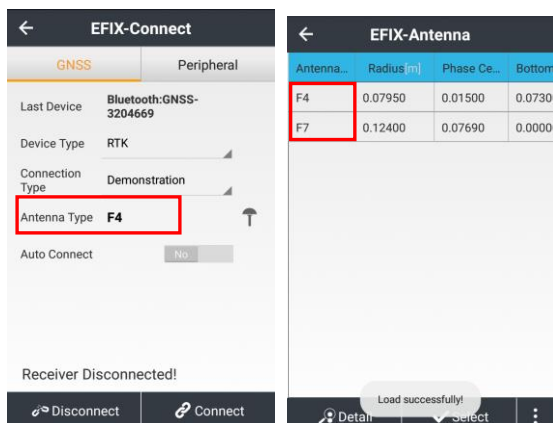 EFIX-Connect
GNSS Peripheral
Last Device Bluetooth:GNSS-
3204669
Device Type RTK
Connection
Type Demonstration
Antenna Type F4
Auto Connect No
Receiver Disconnected!
Disconnect Connect
EFIX-Antenna
Antenna... Radius[m] Phase Ce... Bottom
F4 0.07950 0.01500 0.0730
F7 0.12400 0.07690 0.0000
Load successfully!
Detail Select